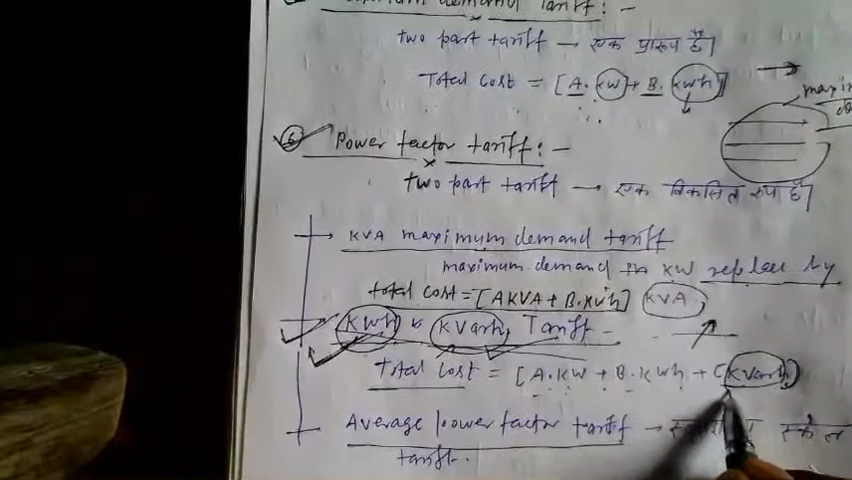 demand Tariff: -
two part tariff → एक प्रारूप है।
Total cost = [A. kw + B. kwh] →
⑥ Power factor tariff: -
two part tariff → एक विकसित रूप है।
KVA maximum demand tariff
maximum demand in kw replace by
total cost = [AKVA + B.kwh] KVA
kwh & kVarh, Tariff -
Total cost = [A.KW + B.kwh + C kvarh]
Average power factor tariff →
tariff.